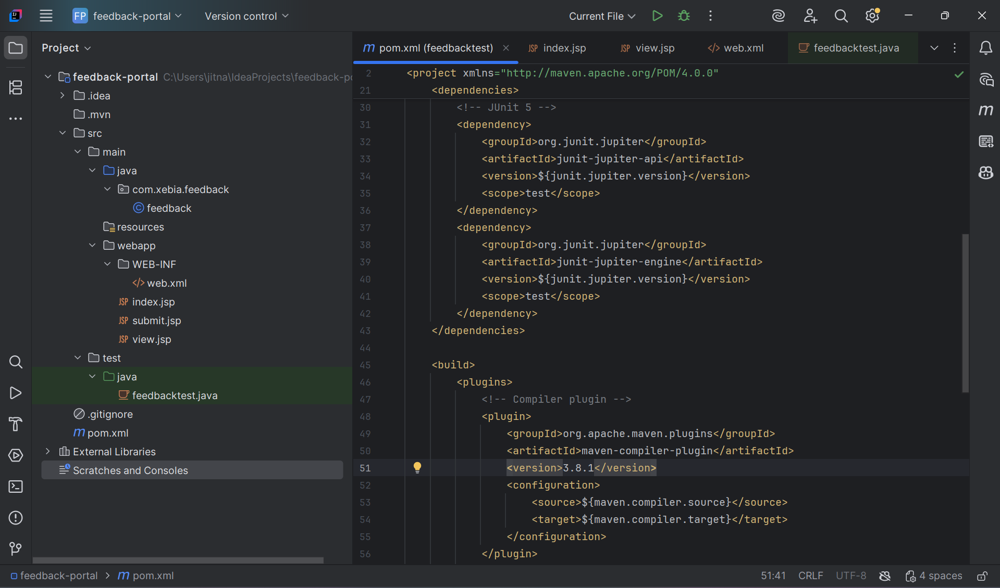 FP feedback-portal Version control Current File
Project
feedback-portal C:\Users\jitna\IdeaProjects\feedback-po
.idea
.mvn
src
main
java
com.xebia.feedback
feedback
resources
webapp
WEB-INF
</> web.xml
JSP index.jsp
JSP submit.jsp
JSP view.jsp
test
java
feedbacktest.java
.gitignore
m pom.xml
External Libraries
Scratches and Consoles
m pom.xml (feedbacktest) JSP index.jsp JSP view.jsp </> web.xml feedbacktest.java
2 <project xmlns="http://maven.apache.org/POM/4.0.0"
21 <dependencies>
30 <!-- JUnit 5 -->
31 <dependency>
32 <groupId>org.junit.jupiter</groupId>
33 <artifactId>junit-jupiter-api</artifactId>
34 <version>${junit.jupiter.version}</version>
35 <scope>test</scope>
36 </dependency>
37 <dependency>
38 <groupId>org.junit.jupiter</groupId>
39 <artifactId>junit-jupiter-engine</artifactId>
40 <version>${junit.jupiter.version}</version>
41 <scope>test</scope>
42 </dependency>
43 </dependencies>
44
45 <build>
46 <plugins>
47 <!-- Compiler plugin -->
48 <plugin>
49 <groupId>org.apache.maven.plugins</groupId>
50 <artifactId>maven-compiler-plugin</artifactId>
51 <version>3.8.1</version>
52 <configuration>
53 <source>${maven.compiler.source}</source>
54 <target>${maven.compiler.target}</target>
55 </configuration>
56 </plugin>
feedback-portal > m pom.xml 51:41 CRLF UTF-8 4 spaces